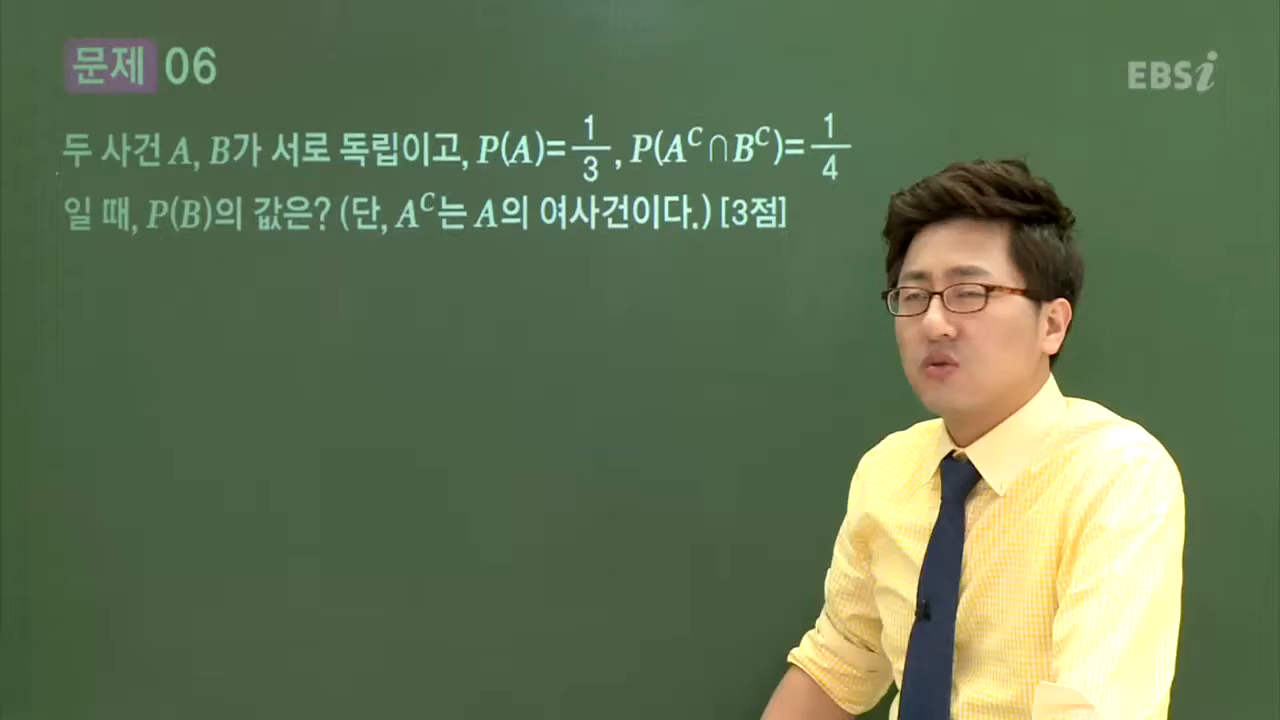 문제 06
EBSi
두 사건 A, B가 서로 독립이고, P(A)=1/3, P(A^C∩B^C)=1/4
일 때, P(B)의 값은? (단, A^C는 A의 여사건이다.) [3점]